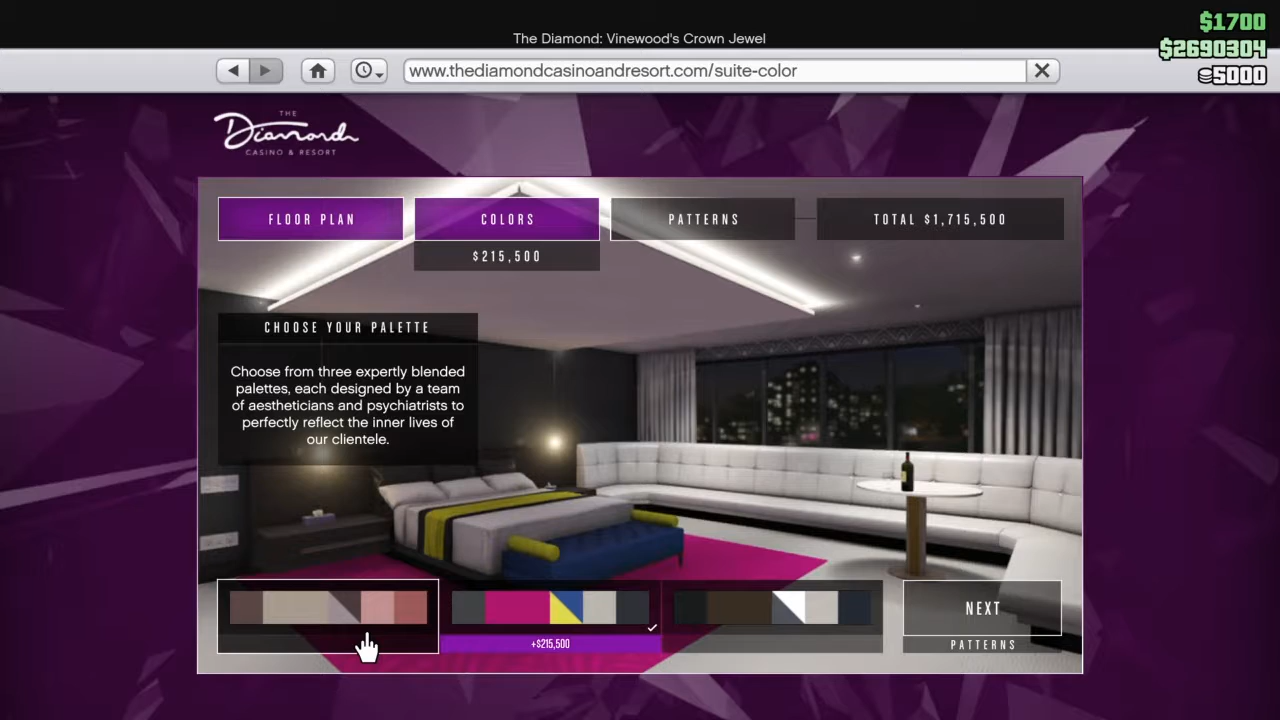 $1700
The Diamond: Vinewood's Crown Jewel
$2690304
www.thediamondcasinoandresort.com/suite-color
5000
THE
Diamond
CASINO & RESORT
FLOOR PLAN
COLORS
PATTERNS
TOTAL $1,715,500
$215,500
CHOOSE YOUR PALETTE
Choose from three expertly blended
palettes, each designed by a team
of aestheticians and psychiatrists to
perfectly reflect the inner lives of
our clientele.
NEXT
+$215,500
PATTERNS